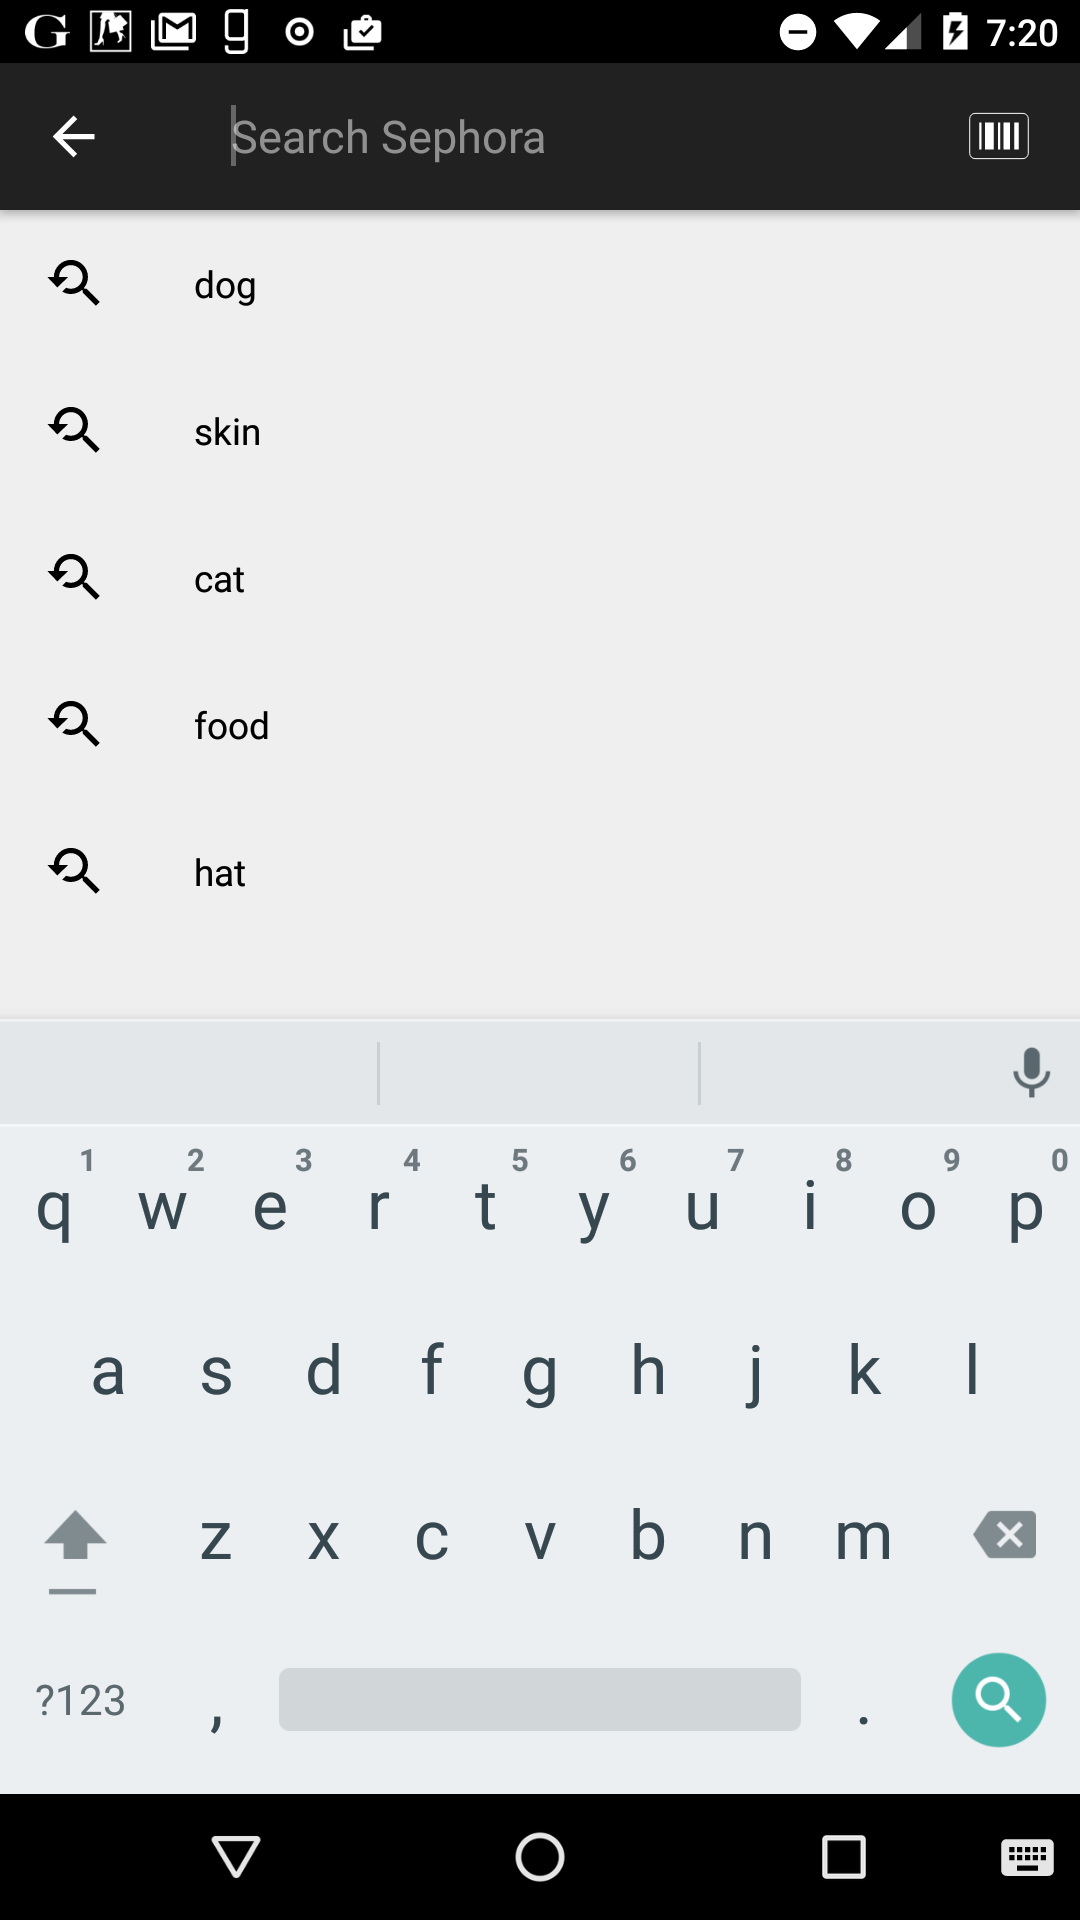 G g 7:20
Search Sephora
dog
skin
cat
food
hat
1 2 3 4 5 6 7 8 9 0
q w e r t y u i o p
a s d f g h j k l
z x c v b n m
?123 , .